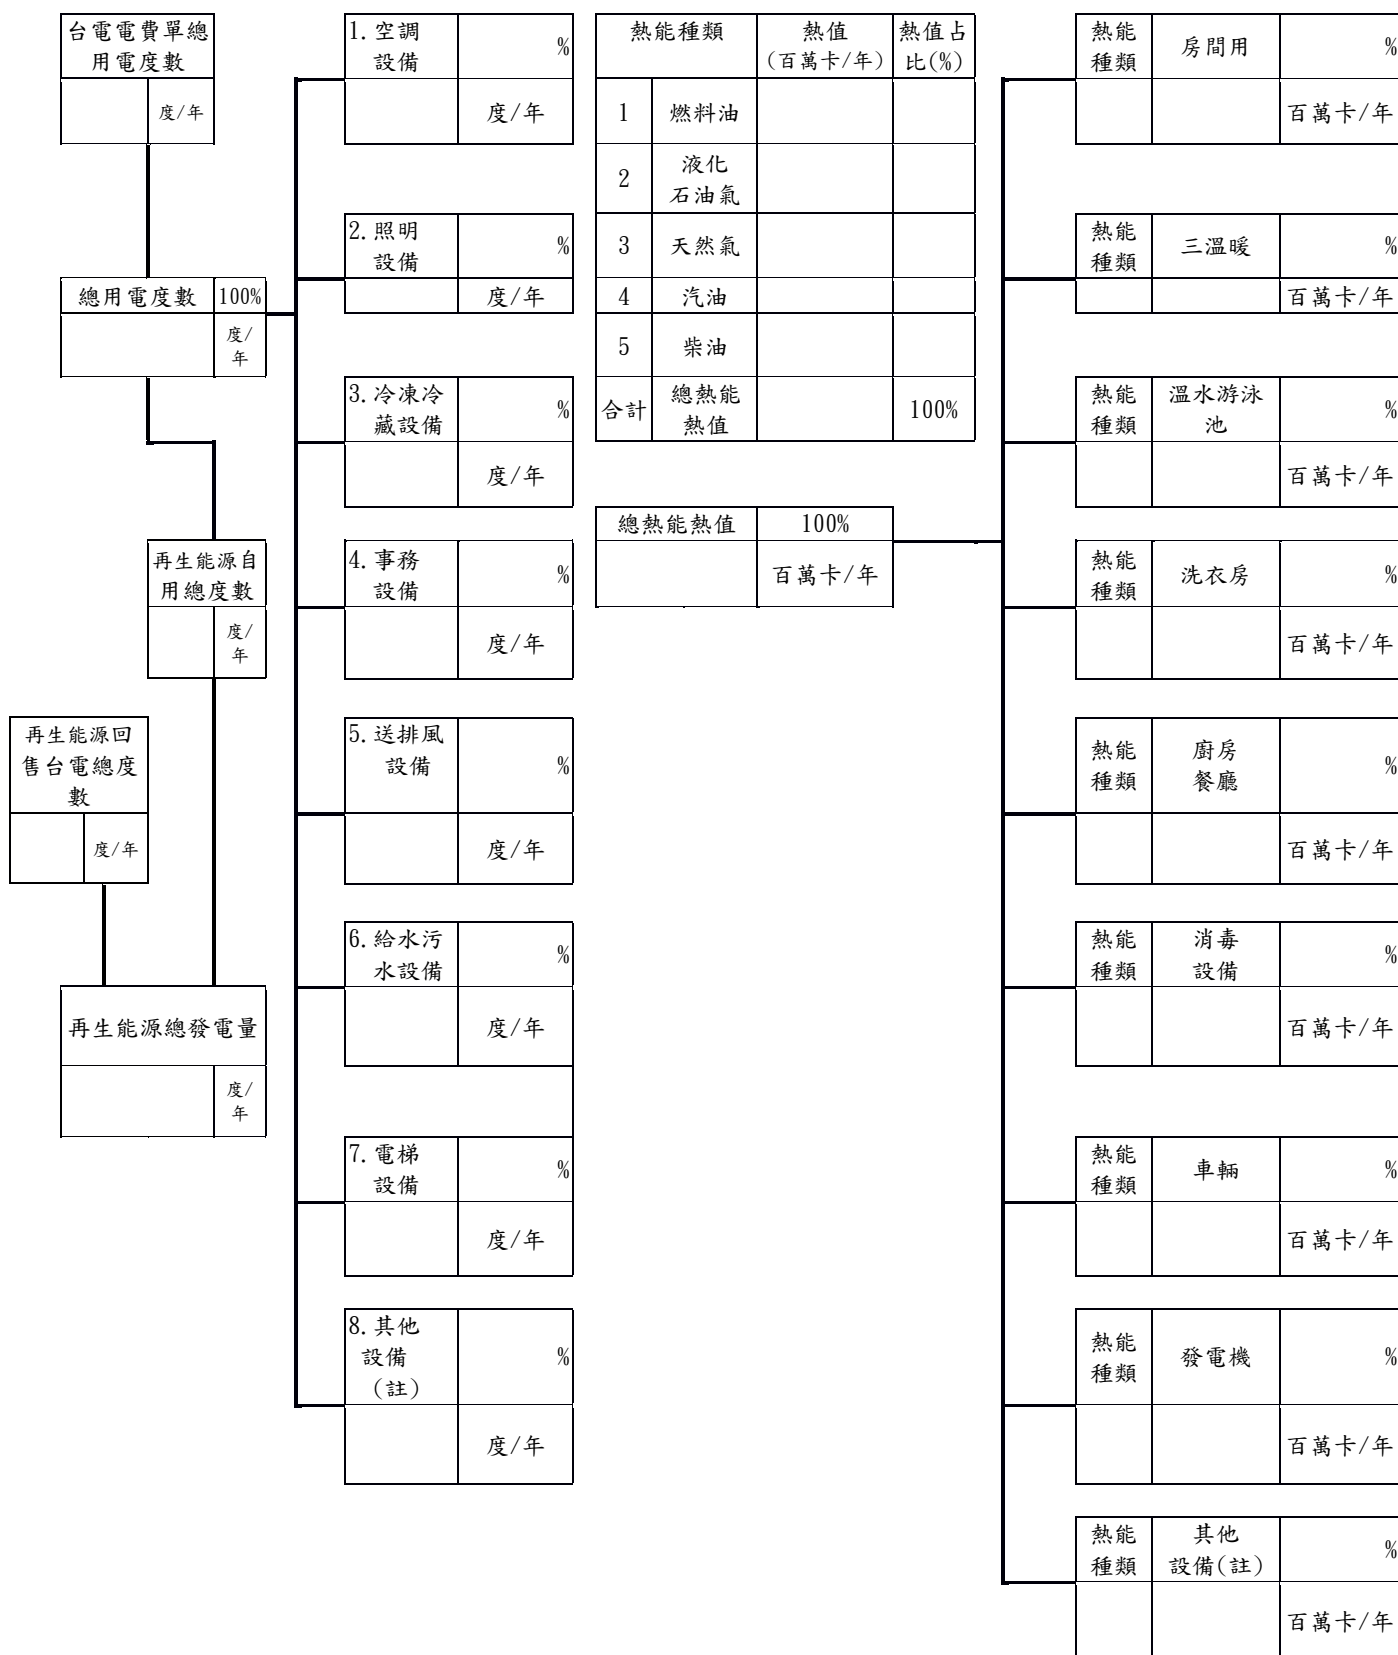 台電電費單總
用電度數
度/年
總用電度數 100%
度/
年
再生能源自
用總度數
度/
年
再生能源回
售台電總度
數
度/年
再生能源總發電量
度/
年
1.空調
設備
%
度/年
2.照明
設備
%
度/年
3.冷凍冷
藏設備
%
度/年
4.事務
設備
%
度/年
5.送排風
設備
%
度/年
6.給水污
水設備
%
度/年
7.電梯
設備
%
度/年
8.其他
設備
(註)
%
度/年
熱能種類 熱值 熱值占
(百萬卡/年) 比(%)
1 燃料油
2 液化
石油氣
3 天然氣
4 汽油
5 柴油
合計 總熱能
熱值
100%
總熱能熱值 100%
百萬卡/年
熱能
種類
房間用 %
百萬卡/年
熱能
種類
三溫暖 %
百萬卡/年
熱能
種類
溫水游泳
池
%
百萬卡/年
熱能
種類
洗衣房 %
百萬卡/年
熱能
種類
廚房
餐廳
%
百萬卡/年
熱能
種類
消毒
設備
%
百萬卡/年
熱能
種類
車輛 %
百萬卡/年
熱能
種類
發電機 %
百萬卡/年
熱能
種類
其他
設備(註)
%
百萬卡/年